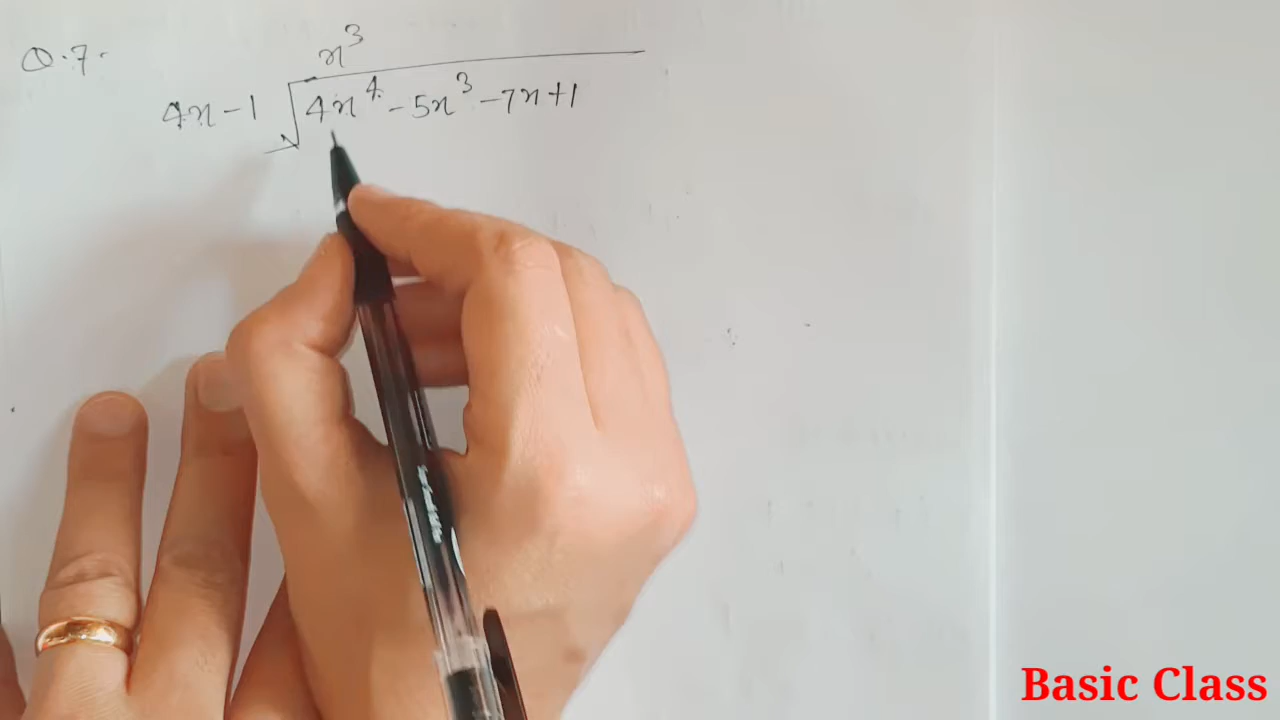 Q.7.
x³
4x - 1 √ 4x⁴ - 5x³ - 7x + 1
Basic Class